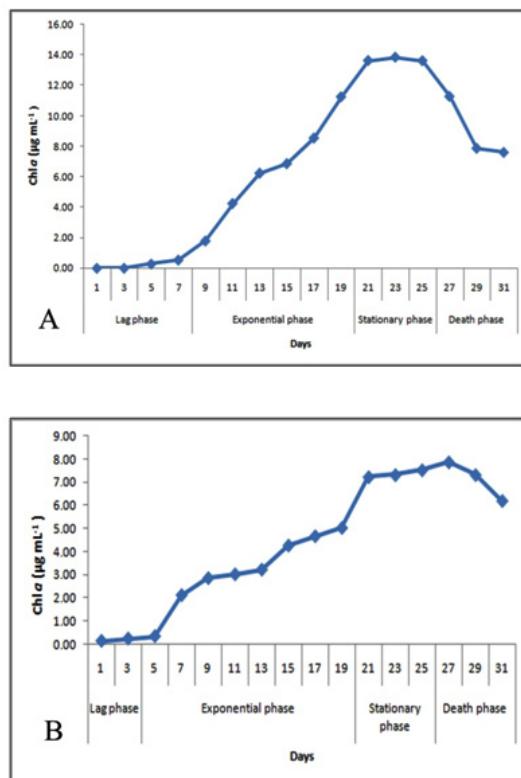 16.00
14.00
12.00
10.00
8.00
6.00
4.00
2.00
0.00
Chl a (µg mL⁻¹)
1 3 5 7 9 11 13 15 17 19 21 23 25 27 29 31
Lag phase Exponential phase Stationary phase Death phase
Days
A
9.00
8.00
7.00
6.00
5.00
4.00
3.00
2.00
1.00
0.00
Chl a (µg mL⁻¹)
1 3 5 7 9 11 13 15 17 19 21 23 25 27 29 31
Lag phase Exponential phase Stationary phase Death phase
Days
B